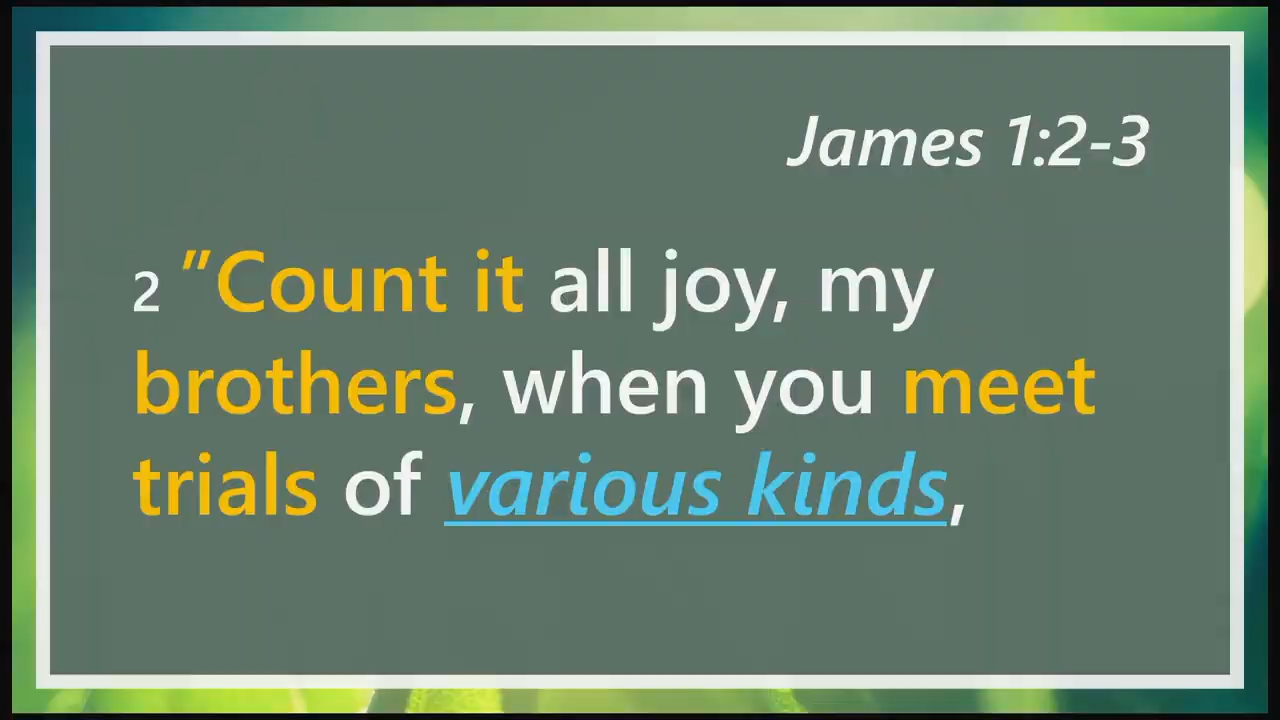 James 1:2-3
2 "Count it all joy, my
brothers, when you meet
trials of various kinds,